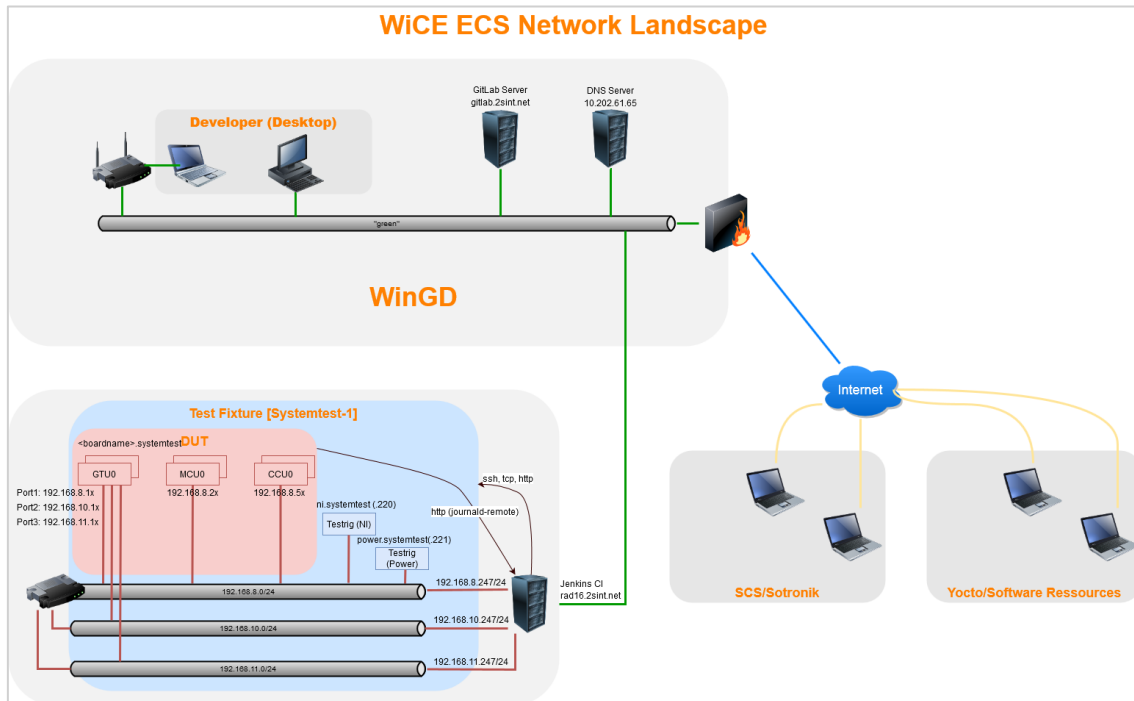 WiCE ECS Network Landscape
GitLab Server
gitlab.2sint.net
DNS Server
10.202.61.65
Developer (Desktop)
"green"
WinGD
Internet
Test Fixture [Systemtest-1]
<boardname>.systemtest
DUT
GTU0
MCU0
CCU0
Port1: 192.168.8.1x
Port2: 192.168.10.1x
Port3: 192.168.11.1x
192.168.8.2x
192.168.8.5x
ssh, tcp, http
http (journald-remote)
ni.systemtest (.220)
Testrig (NI)
power.systemtest(.221)
Testrig
(Power)
192.168.8.0/24
192.168.8.247/24
Jenkins CI
rad16.2sint.net
192.168.10.0/24
192.168.10.247/24
192.168.11.0/24
192.168.11.247/24
SCS/Sotronik
Yocto/Software Ressources